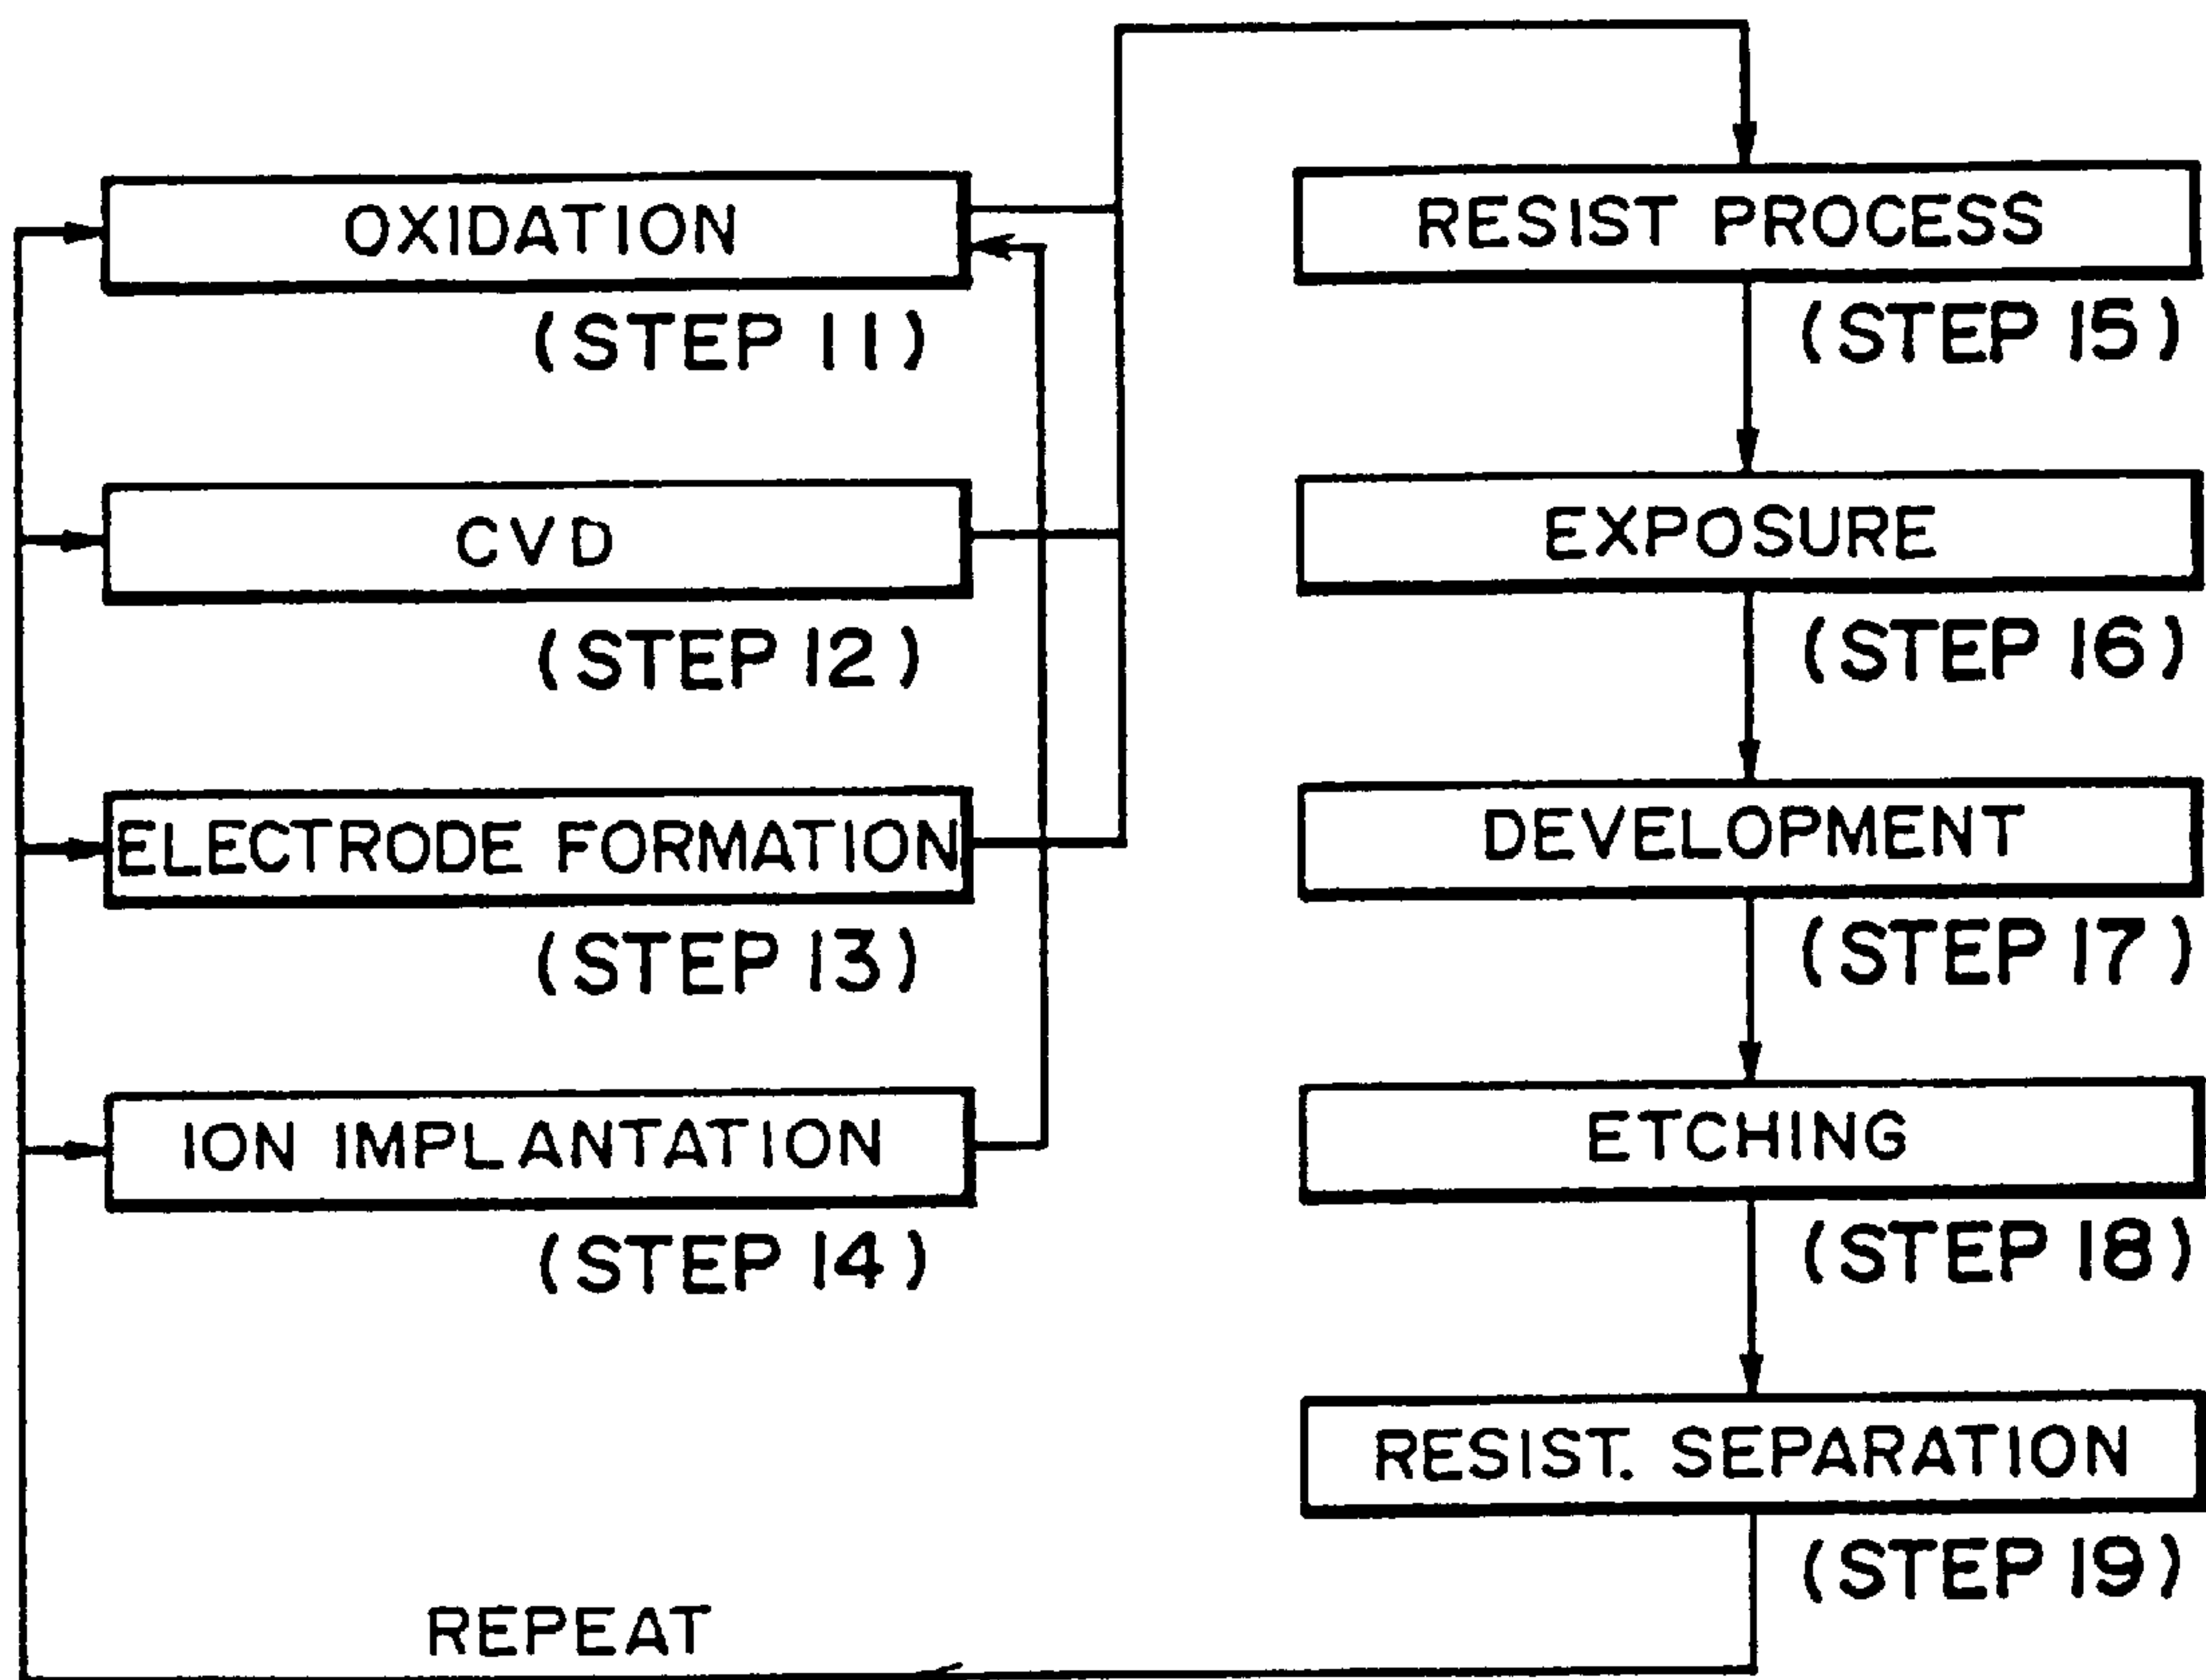 OXIDATION
(STEP 11)
CVD
(STEP 12)
ELECTRODE FORMATION
(STEP 13)
ION IMPLANTATION
(STEP 14)
RESIST PROCESS
(STEP 15)
EXPOSURE
(STEP 16)
DEVELOPMENT
(STEP 17)
ETCHING
(STEP 18)
RESIST. SEPARATION
(STEP 19)
REPEAT